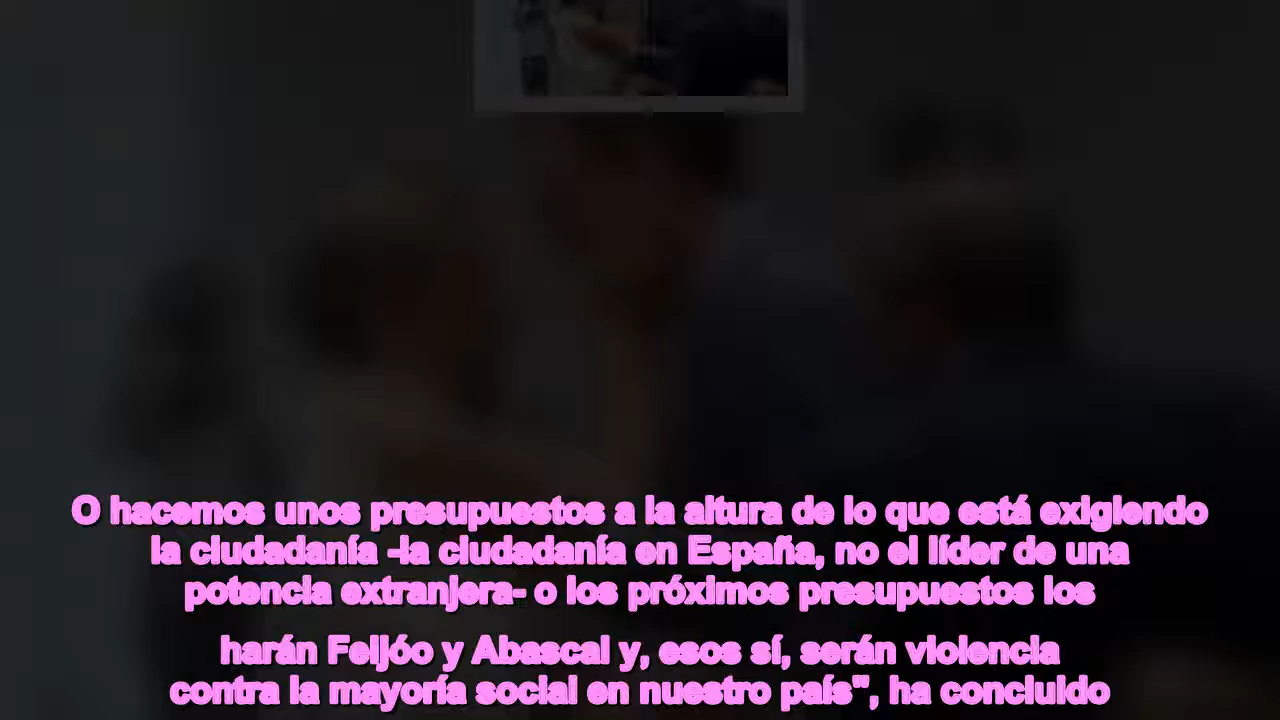 O hacemos unos presupuestos a la altura de lo que está exigiendo
la ciudadanía -la ciudadanía en España, no el líder de una
potencia extranjera- o los próximos presupuestos los
harán Feijóo y Abascal y, esos sí, serán violencia
contra la mayoría social en nuestro país", ha concluido